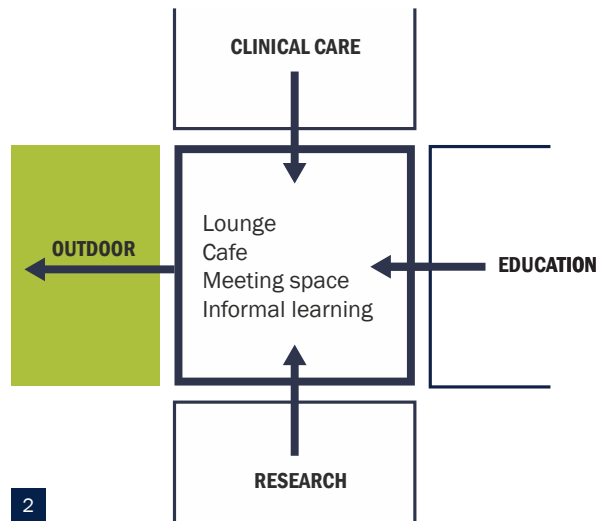 CLINICAL CARE
OUTDOOR
Lounge
Cafe
Meeting space
Informal learning
EDUCATION
RESEARCH
2